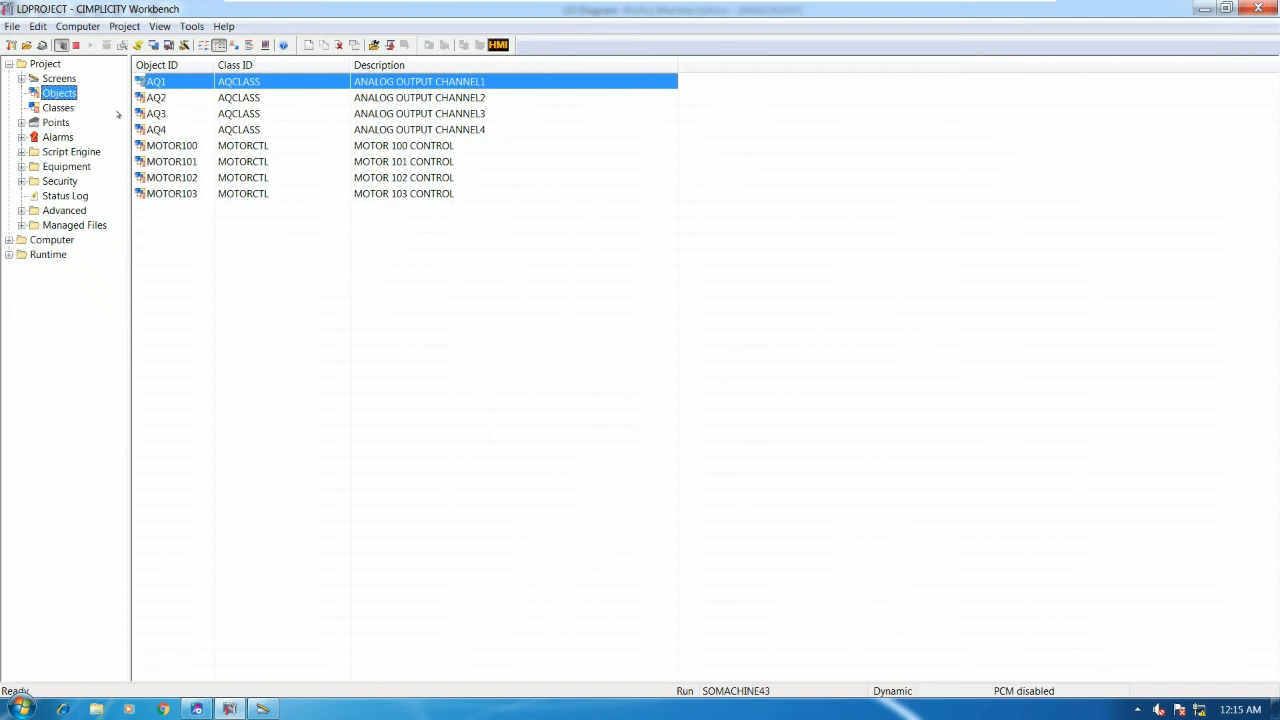 LDPROJECT - CIMPLICITY Workbench
File Edit Computer Project View Tools Help
HMI
Project
Screens
Objects
Classes
Points
Alarms
Script Engine
Equipment
Security
Status Log
Advanced
Managed Files
Computer
Runtime
Object ID Class ID Description
AQ1 AQCLASS ANALOG OUTPUT CHANNEL1
AQ2 AQCLASS ANALOG OUTPUT CHANNEL2
AQ3 AQCLASS ANALOG OUTPUT CHANNEL3
AQ4 AQCLASS ANALOG OUTPUT CHANNEL4
MOTOR100 MOTORCTL MOTOR 100 CONTROL
MOTOR101 MOTORCTL MOTOR 101 CONTROL
MOTOR102 MOTORCTL MOTOR 102 CONTROL
MOTOR103 MOTORCTL MOTOR 103 CONTROL
Ready Run SOMACHINE43 Dynamic PCM disabled
12:15 AM